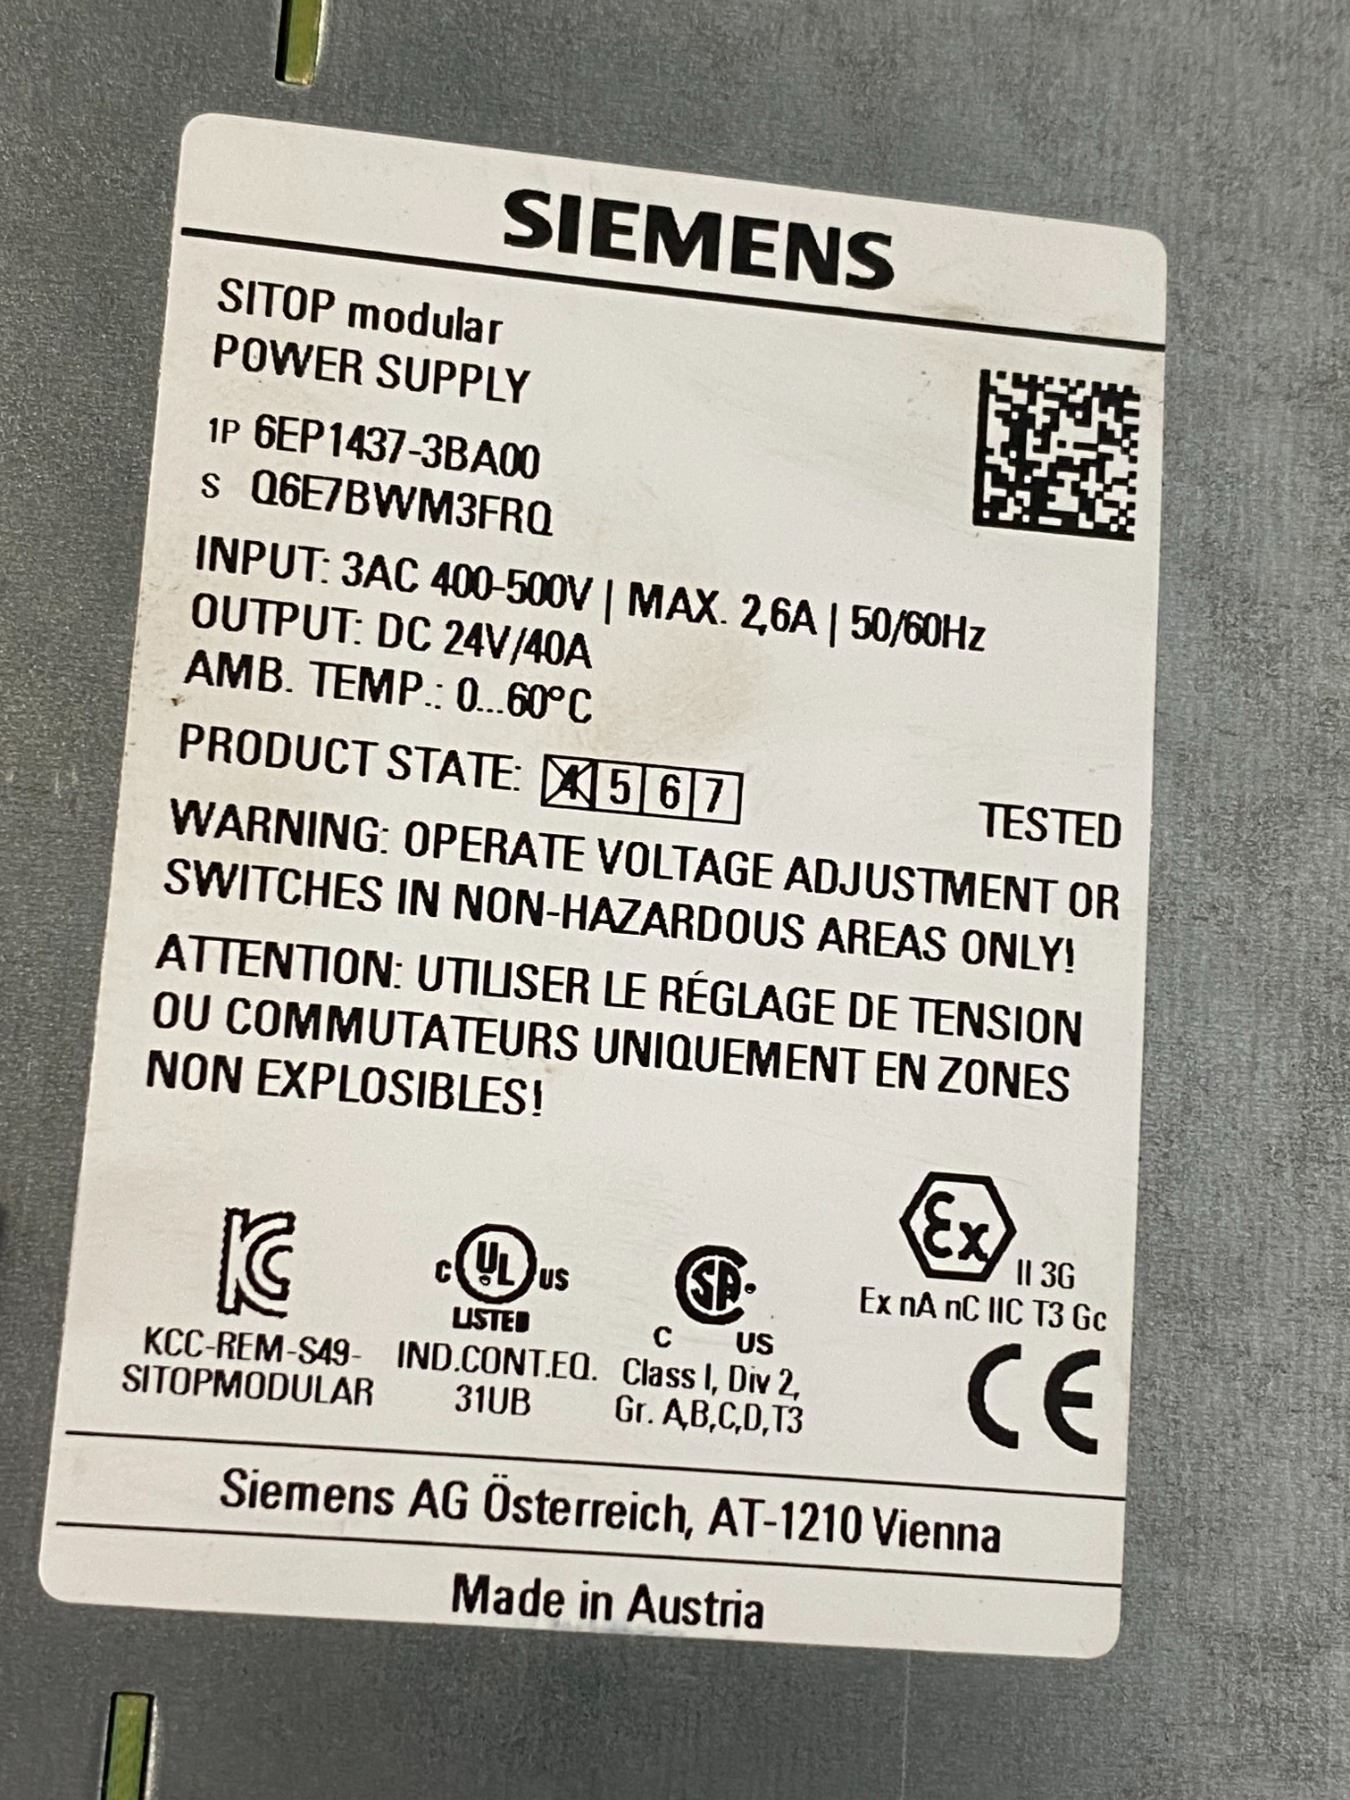 SIEMENS
SITOP modular
POWER SUPPLY
1P 6EP1437-3BA00
S Q6E7BWM3FRQ
INPUT: 3AC 400-500V | MAX. 2,6A | 50/60Hz
OUTPUT: DC 24V/40A
AMB. TEMP.: 0...60°C
PRODUCT STATE: 4 5 6 7
TESTED
WARNING: OPERATE VOLTAGE ADJUSTMENT OR
SWITCHES IN NON-HAZARDOUS AREAS ONLY!
ATTENTION: UTILISER LE RÉGLAGE DE TENSION
OU COMMUTATEURS UNIQUEMENT EN ZONES
NON EXPLOSIBLES!
KC
KCC-REM-S49-
SITOPMODULAR
C UL US
LISTED
IND.CONT.EQ.
31UB
SA
C US
Class I, Div 2,
Gr. A,B,C,D,T3
Ex II 3G
Ex nA nC IIC T3 Gc
CE
Siemens AG Österreich, AT-1210 Vienna
Made in Austria